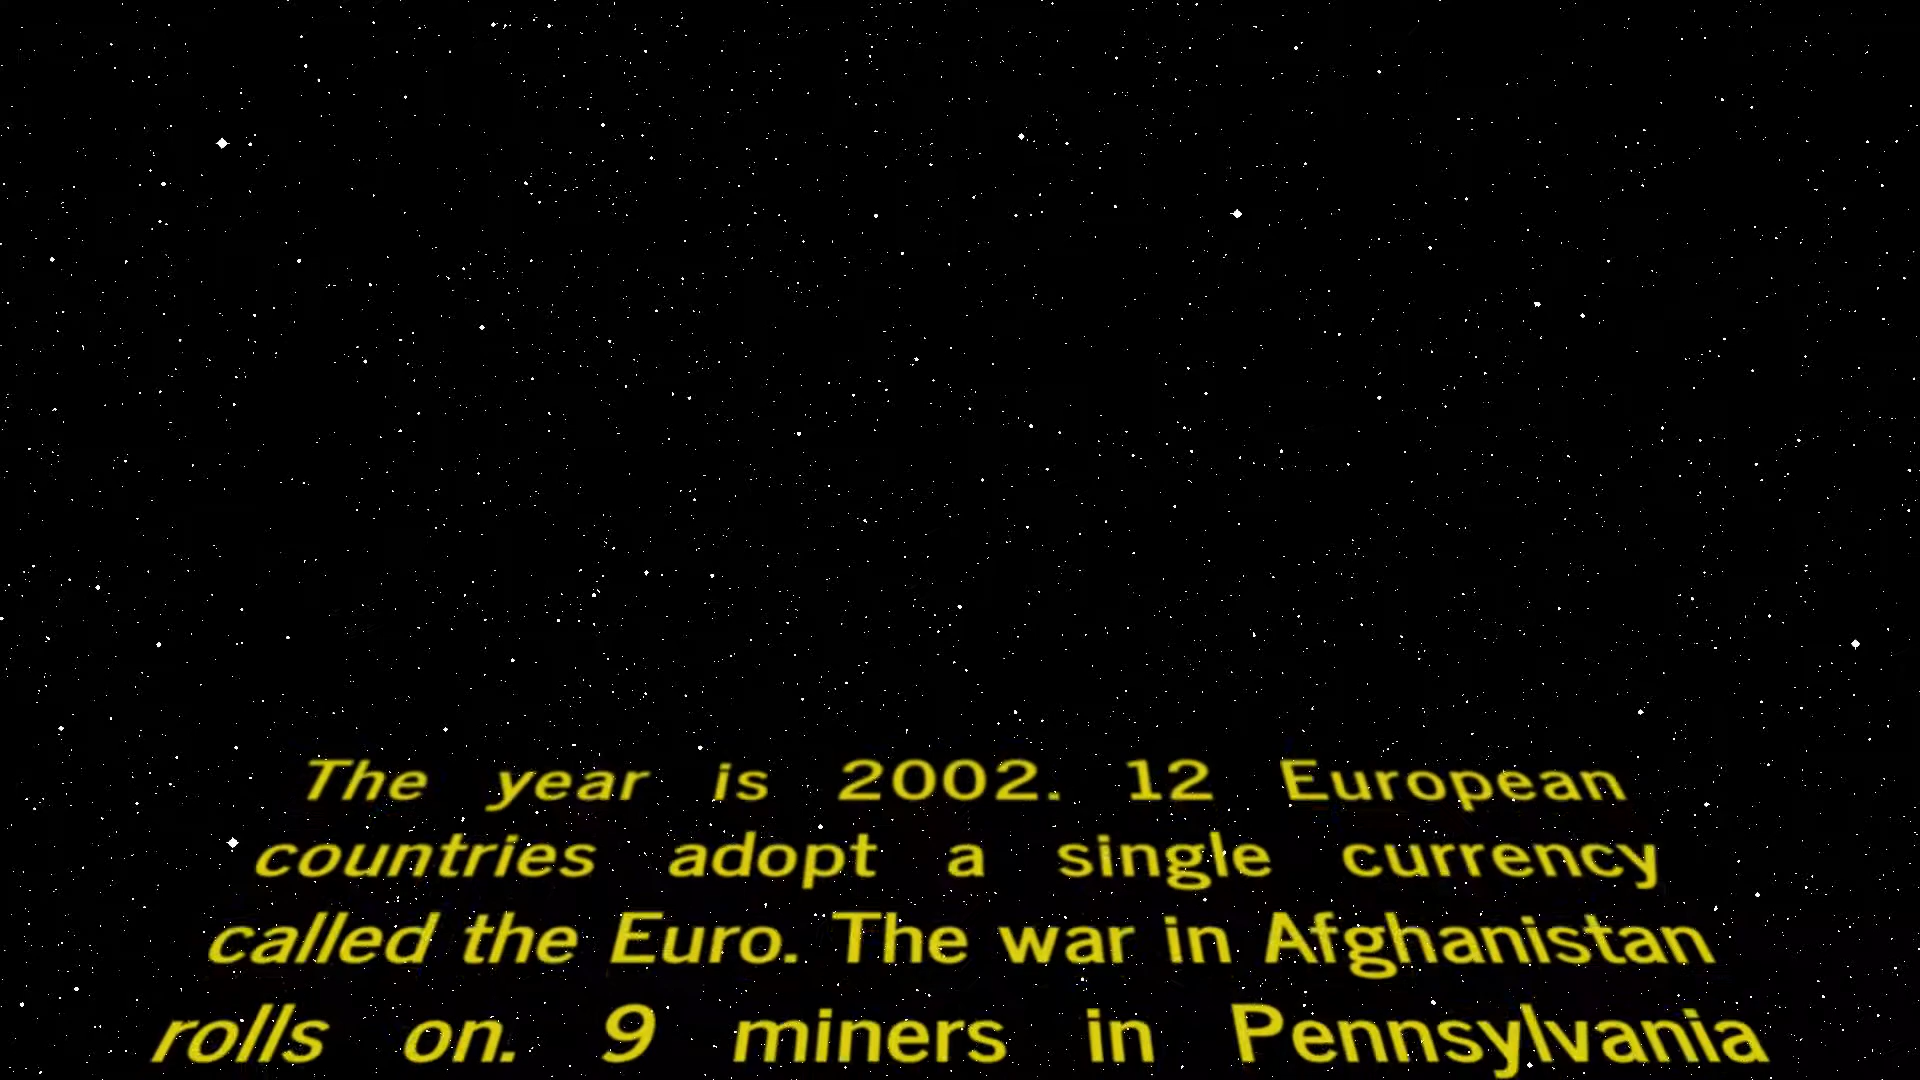 The year is 2002. 12 European
countries adopt a single currency
called the Euro. The war in Afghanistan
rolls on. 9 miners in Pennsylvania